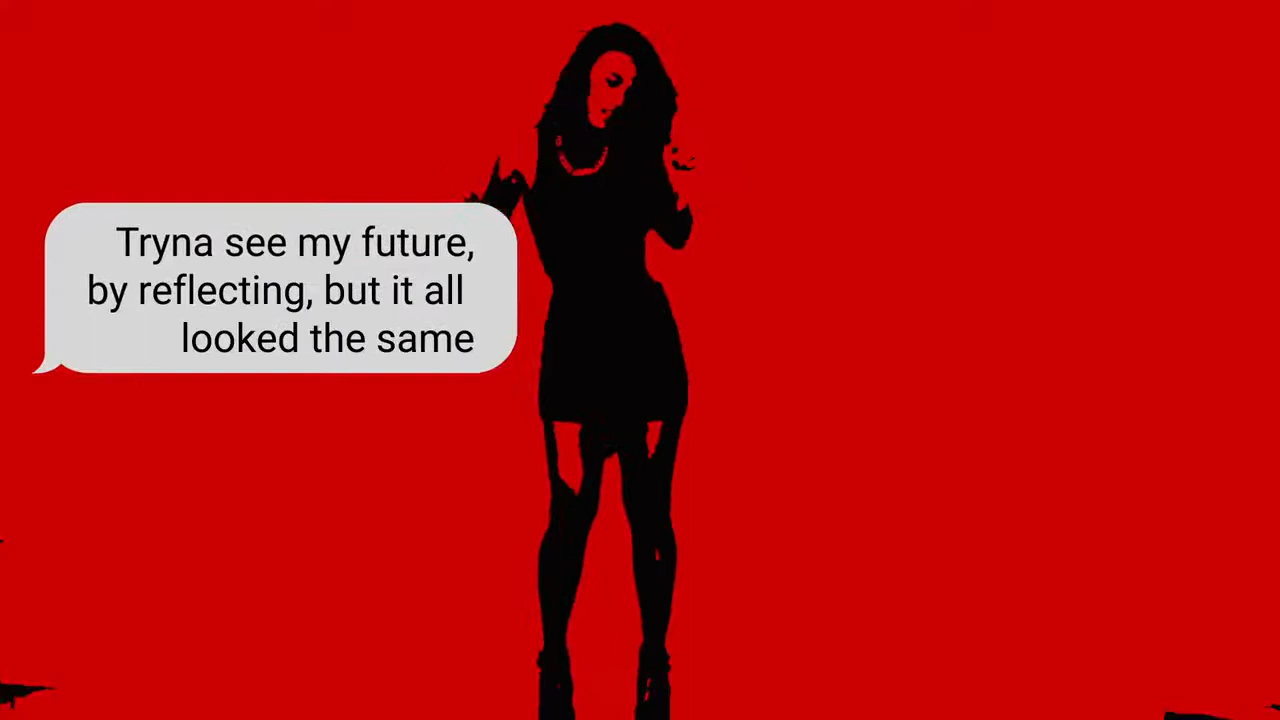 Tryna see my future,
by reflecting, but it all
looked the same